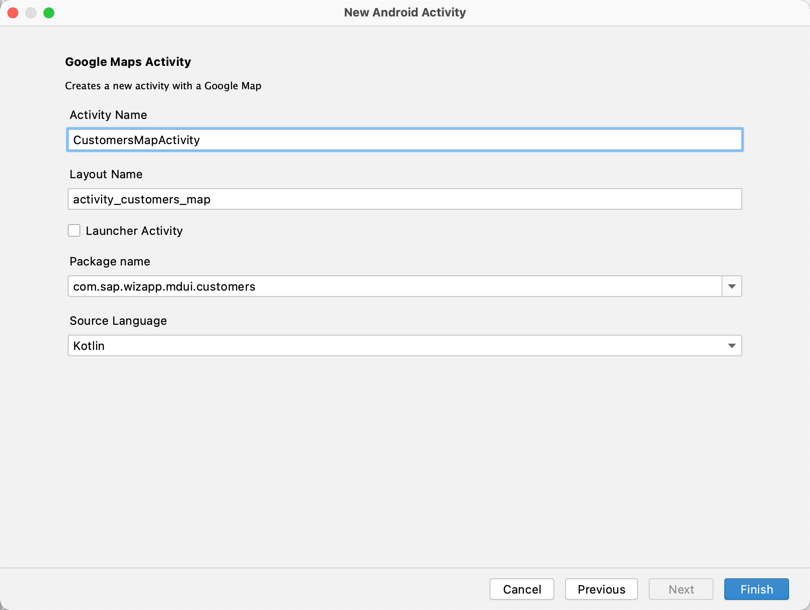 New Android Activity
Google Maps Activity
Creates a new activity with a Google Map
Activity Name
CustomersMapActivity
Layout Name
activity_customers_map
Launcher Activity
Package name
com.sap.wizapp.mdui.customers
Source Language
Kotlin
Cancel Previous Next Finish